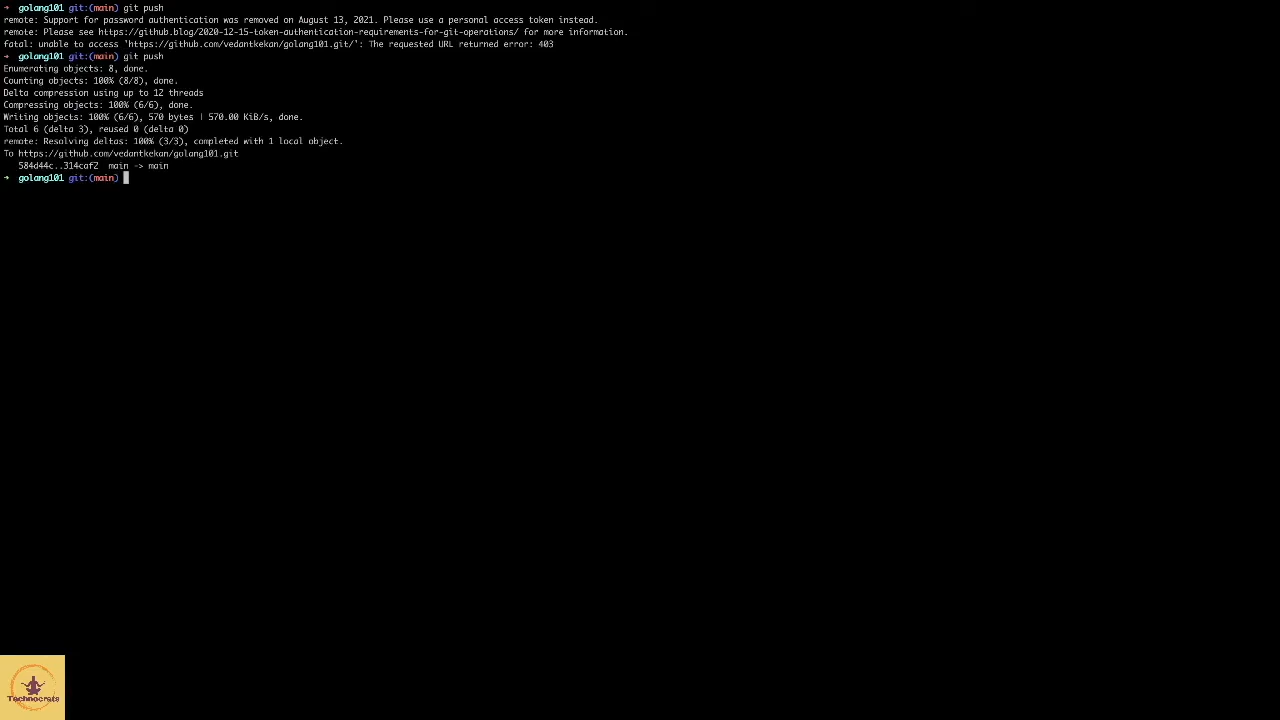 ➜  golang101 git:(main) git push
remote: Support for password authentication was removed on August 13, 2021. Please use a personal access token instead.
remote: Please see https://github.blog/2020-12-15-token-authentication-requirements-for-git-operations/ for more information.
fatal: unable to access 'https://github.com/vedantkekan/golang101.git/': The requested URL returned error: 403
➜  golang101 git:(main) git push
Enumerating objects: 8, done.
Counting objects: 100% (8/8), done.
Delta compression using up to 12 threads
Compressing objects: 100% (6/6), done.
Writing objects: 100% (6/6), 570 bytes | 570.00 KiB/s, done.
Total 6 (delta 3), reused 0 (delta 0)
remote: Resolving deltas: 100% (3/3), completed with 1 local object.
To https://github.com/vedantkekan/golang101.git
   584d44c..314caf2  main -> main
➜  golang101 git:(main)
Technocrats